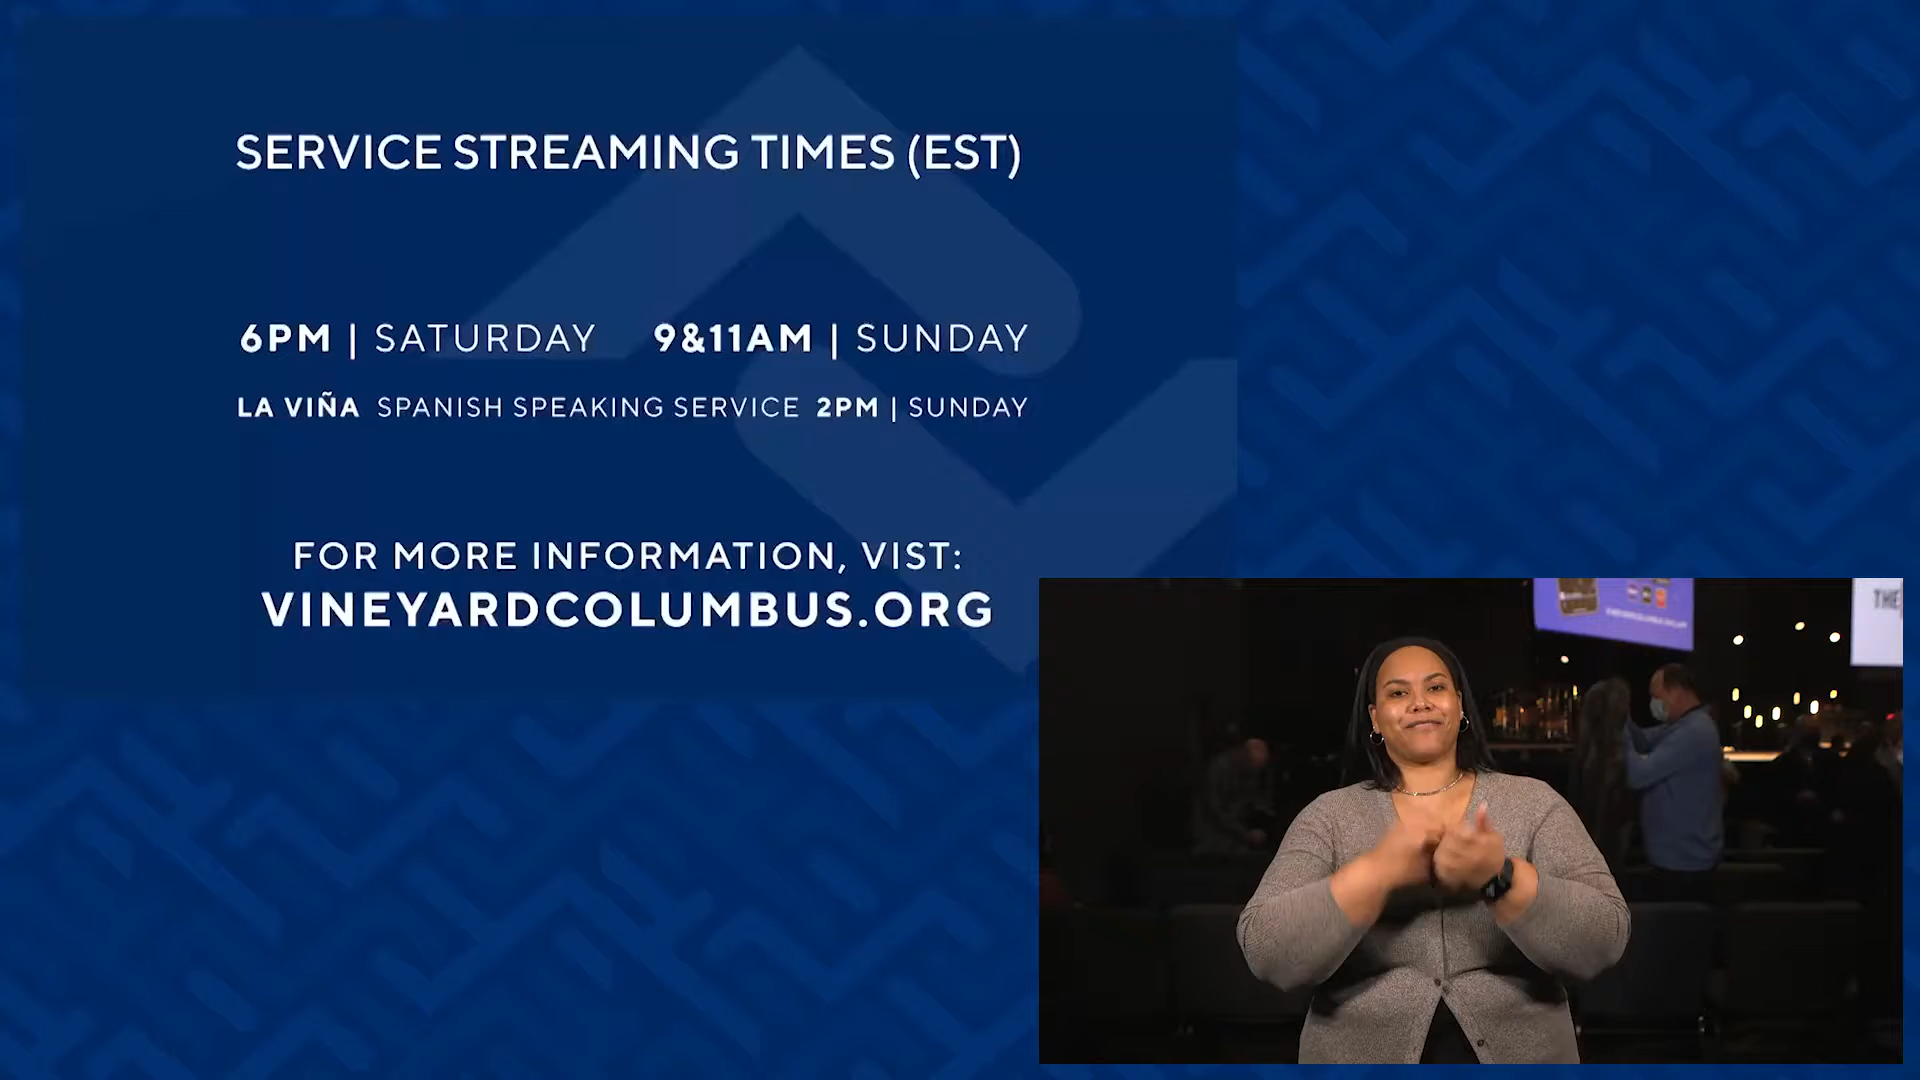 SERVICE STREAMING TIMES (EST)
6PM | SATURDAY 9&11AM | SUNDAY
LA VIÑA SPANISH SPEAKING SERVICE 2PM | SUNDAY
FOR MORE INFORMATION, VIST:
VINEYARDCOLUMBUS.ORG
THE